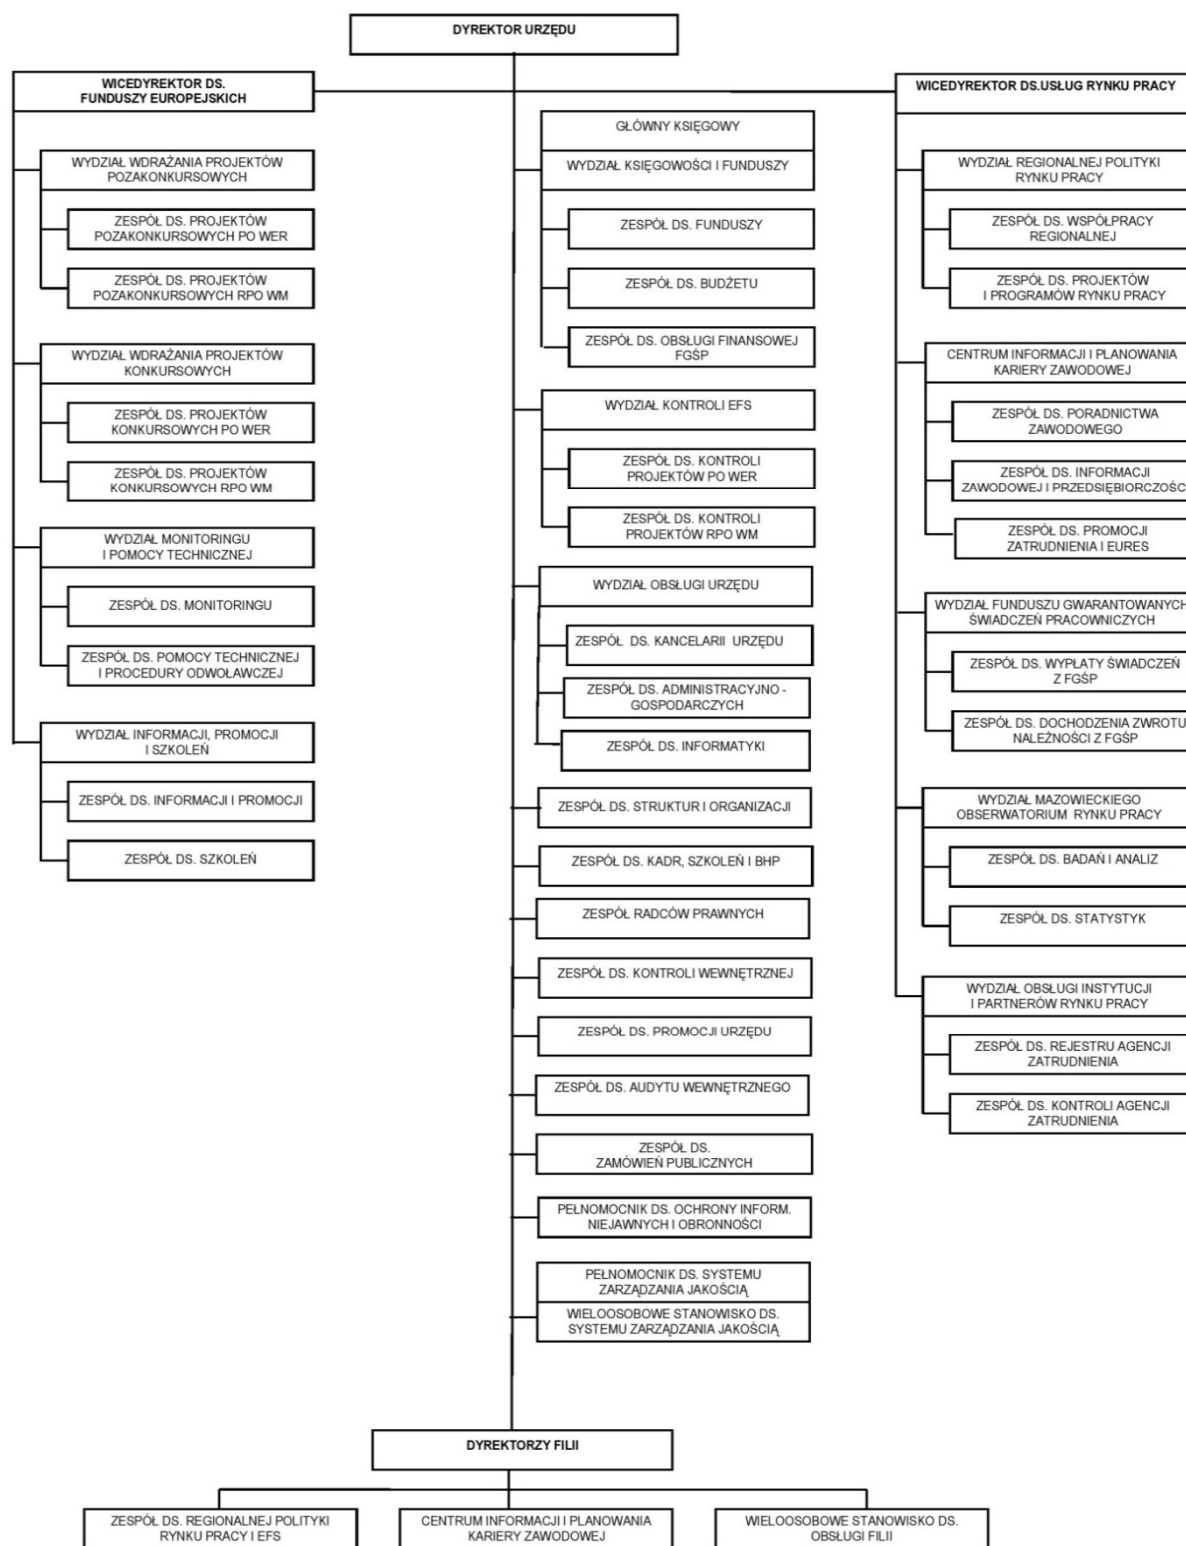 DYREKTOR URZĘDU
WICEDYREKTOR DS.
FUNDUSZY EUROPEJSKICH
WYDZIAŁ WDRAŻANIA PROJEKTÓW
POZAKONKURSOWYCH
ZESPÓŁ DS. PROJEKTÓW
POZAKONKURSOWYCH PO WER
ZESPÓŁ DS. PROJEKTÓW
POZAKONKURSOWYCH RPO WM
WYDZIAŁ WDRAŻANIA PROJEKTÓW
KONKURSOWYCH
ZESPÓŁ DS. PROJEKTÓW
KONKURSOWYCH PO WER
ZESPÓŁ DS. PROJEKTÓW
KONKURSOWYCH RPO WM
WYDZIAŁ MONITORINGU
I POMOCY TECHNICZNEJ
ZESPÓŁ DS. MONITORINGU
ZESPÓŁ DS. POMOCY TECHNICZNEJ
I PROCEDURY ODWOŁAWCZEJ
WYDZIAŁ INFORMACJI, PROMOCJI
I SZKOLEŃ
ZESPÓŁ DS. INFORMACJI I PROMOCJI
ZESPÓŁ DS. SZKOLEŃ
GŁÓWNY KSIĘGOWY
WYDZIAŁ KSIĘGOWOŚCI I FUNDUSZY
ZESPÓŁ DS. FUNDUSZY
ZESPÓŁ DS. BUDŻETU
ZESPÓŁ DS. OBSŁUGI FINANSOWEJ
FGŚP
WYDZIAŁ KONTROLI EFS
ZESPÓŁ DS. KONTROLI
PROJEKTÓW PO WER
ZESPÓŁ DS. KONTROLI
PROJEKTÓW RPO WM
WYDZIAŁ OBSŁUGI URZĘDU
ZESPÓŁ DS. KANCELARII URZĘDU
ZESPÓŁ DS. ADMINISTRACYJNO -
GOSPODARCZYCH
ZESPÓŁ DS. INFORMATYKI
ZESPÓŁ DS. STRUKTUR I ORGANIZACJI
ZESPÓŁ DS. KADR, SZKOLEŃ I BHP
ZESPÓŁ RADCÓW PRAWNYCH
ZESPÓŁ DS. KONTROLI WEWNĘTRZNEJ
ZESPÓŁ DS. PROMOCJI URZĘDU
ZESPÓŁ DS. AUDYTU WEWNĘTRZNEGO
ZESPÓŁ DS.
ZAMÓWIEŃ PUBLICZNYCH
PEŁNOMOCNIK DS. OCHRONY INFORM.
NIEJAWNYCH I OBRONNOŚCI
PEŁNOMOCNIK DS. SYSTEMU
ZARZĄDZANIA JAKOŚCIĄ
WIELOOSOBOWE STANOWISKO DS.
SYSTEMU ZARZĄDZANIA JAKOŚCIĄ
WICEDYREKTOR DS.USŁUG RYNKU PRACY
WYDZIAŁ REGIONALNEJ POLITYKI
RYNKU PRACY
ZESPÓŁ DS. WSPÓŁPRACY
REGIONALNEJ
ZESPÓŁ DS. PROJEKTÓW
I PROGRAMÓW RYNKU PRACY
CENTRUM INFORMACJI I PLANOWANIA
KARIERY ZAWODOWEJ
ZESPÓŁ DS. PORADNICTWA
ZAWODOWEGO
ZESPÓŁ DS. INFORMACJI
ZAWODOWEJ I PRZEDSIĘBIORCZOŚC
ZESPÓŁ DS. PROMOCJI
ZATRUDNIENIA I EURES
WYDZIAŁ FUNDUSZU GWARANTOWANYCH
ŚWIADCZEŃ PRACOWNICZYCH
ZESPÓŁ DS. WYPŁATY ŚWIADCZEŃ
Z FGŚP
ZESPÓŁ DS. DOCHODZENIA ZWROTU
NALEŻNOŚCI Z FGŚP
WYDZIAŁ MAZOWIECKIEGO
OBSERWATORIUM RYNKU PRACY
ZESPÓŁ DS. BADAŃ I ANALIZ
ZESPÓŁ DS. STATYSTYK
WYDZIAŁ OBSŁUGI INSTYTUCJI
I PARTNERÓW RYNKU PRACY
ZESPÓŁ DS. REJESTRU AGENCJI
ZATRUDNIENIA
ZESPÓŁ DS. KONTROLI AGENCJI
ZATRUDNIENIA
DYREKTORZY FILII
ZESPÓŁ DS. REGIONALNEJ POLITYKI
RYNKU PRACY I EFS
CENTRUM INFORMACJI I PLANOWANIA
KARIERY ZAWODOWEJ
WIELOOSOBOWE STANOWISKO DS.
OBSŁUGI FILII